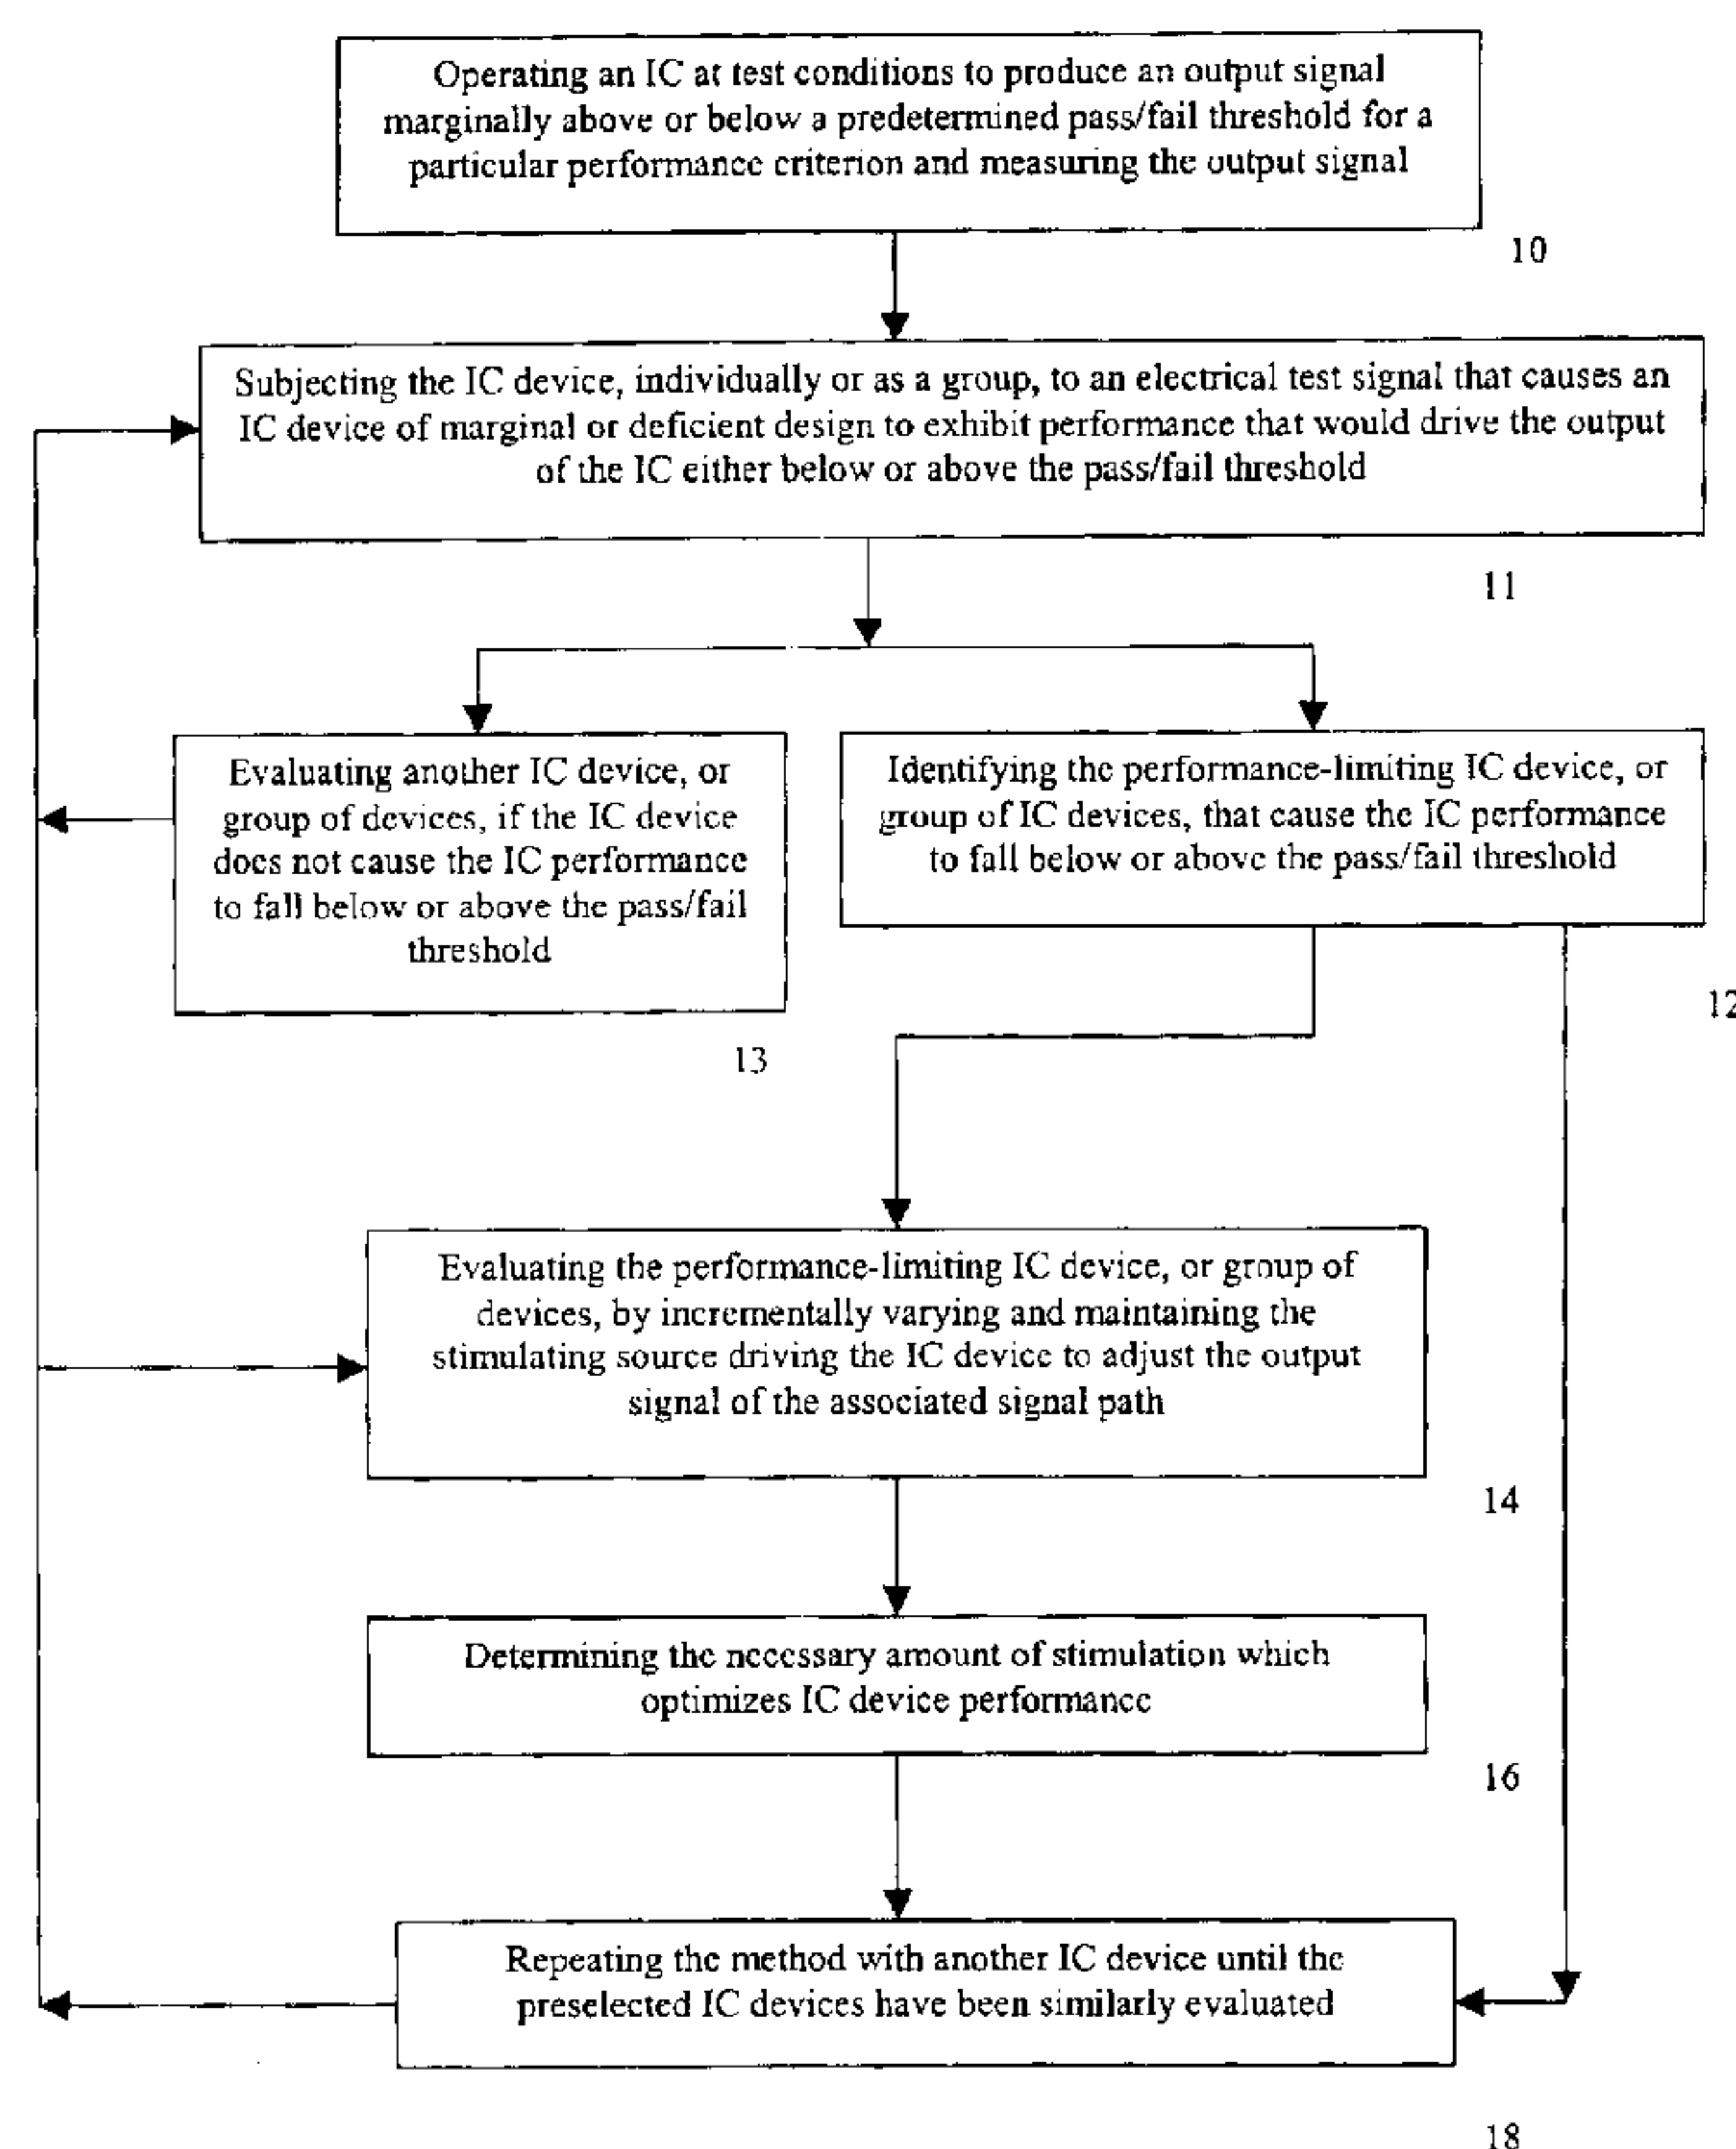 Operating an IC at test conditions to produce an output signal
marginally above or below a predetermined pass/fail threshold for a
particular performance criterion and measuring the output signal
10
Subjecting the IC device, individually or as a group, to an electrical test signal that causes an
IC device of marginal or deficient design to exhibit performance that would drive the output
of the IC either below or above the pass/fail threshold
11
Evaluating another IC device, or
group of devices, if the IC device
does not cause the IC performance
to fall below or above the pass/fail
threshold
13
Identifying the performance-limiting IC device, or
group of IC devices, that cause the IC performance
to fall below or above the pass/fail threshold
12
Evaluating the performance-limiting IC device, or group of
devices, by incrementally varying and maintaining the
stimulating source driving the IC device to adjust the output
signal of the associated signal path
14
Determining the necessary amount of stimulation which
optimizes IC device performance
16
Repeating the method with another IC device until the
preselected IC devices have been similarly evaluated
18